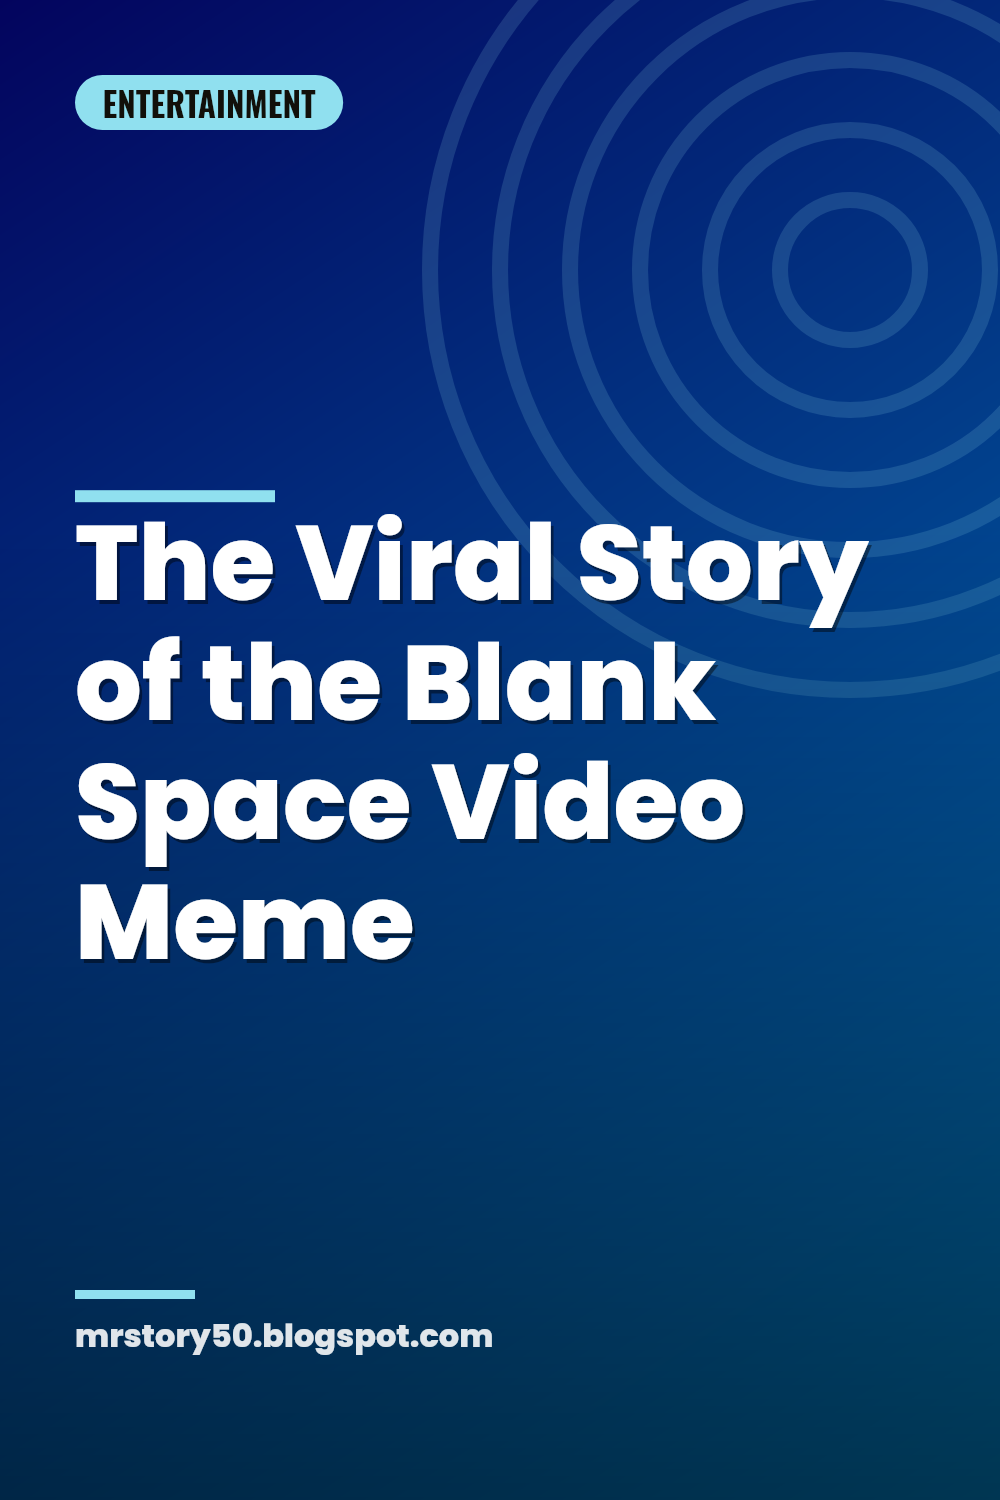 ENTERTAINMENT
The Viral Story
of the Blank
Space Video
Meme
mrstory50.blogspot.com